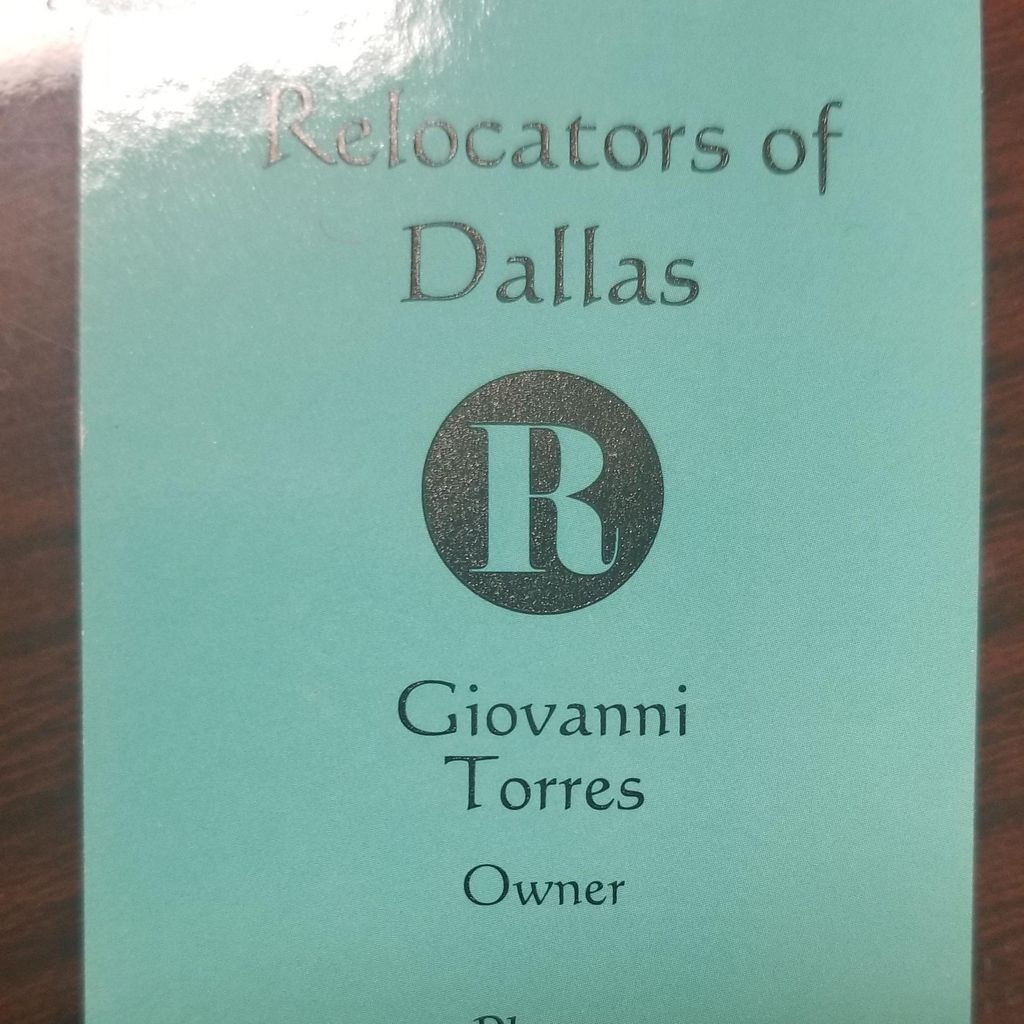 Relocators of
Dallas
R
Giovanni
Torres
Owner